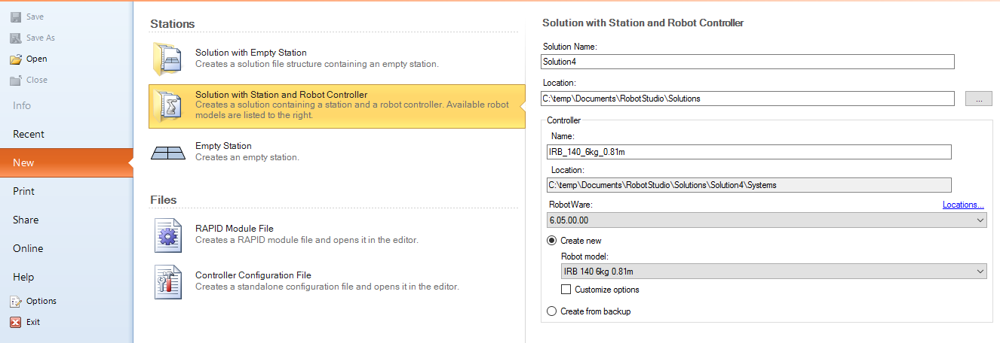 Save
Save As
Open
Close
Info
Recent
New
Print
Share
Online
Help
Options
Exit
Stations
Solution with Empty Station
Creates a solution file structure containing an empty station.
Solution with Station and Robot Controller
Creates a solution containing a station and a robot controller. Available robot
models are listed to the right.
Empty Station
Creates an empty station.
Files
RAPID Module File
Creates a RAPID module file and opens it in the editor.
Controller Configuration File
Creates a standalone configuration file and opens it in the editor.
Solution with Station and Robot Controller
Solution Name:
Solution4
Location:
C:\temp\Documents\RobotStudio\Solutions
...
Controller
Name:
IRB_140_6kg_0.81m
Location:
C:\temp\Documents\RobotStudio\Solutions\Solution4\Systems
RobotWare:
Locations...
6.05.00.00
Create new
Robot model:
IRB 140 6kg 0.81m
Customize options
Create from backup